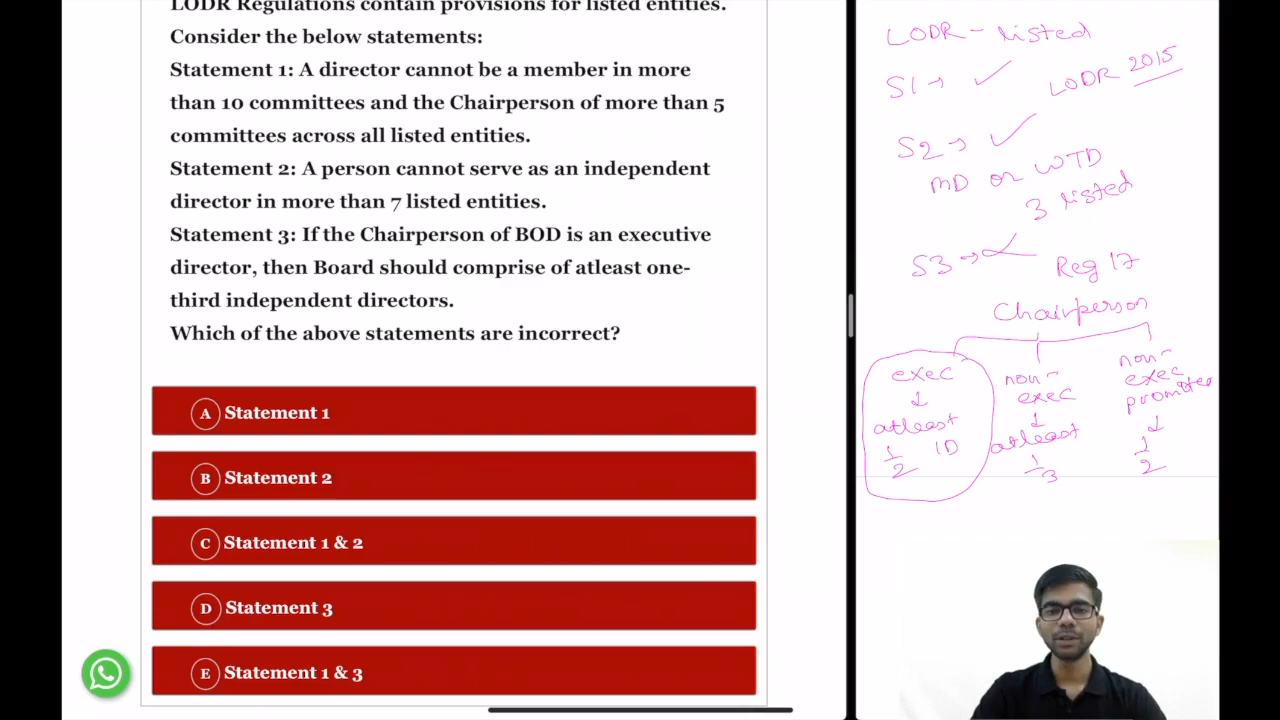 LODR Regulations contain provisions for listed entities.
Consider the below statements:
Statement 1: A director cannot be a member in more
than 10 committees and the Chairperson of more than 5
committees across all listed entities.
Statement 2: A person cannot serve as an independent
director in more than 7 listed entities.
Statement 3: If the Chairperson of BOD is an executive
director, then Board should comprise of atleast one-
third independent directors.
Which of the above statements are incorrect?
A Statement 1
B Statement 2
C Statement 1 & 2
D Statement 3
E Statement 1 & 3
LODR - listed
S1 → ✓ LODR 2015
S2 → ✓
MD or WTD
3 listed
S3 → Reg 17
Chairperson
exec
↓
atleast
1/2 ID
non-
exec
↓
atleast
1/3
non-
exec
promoter
↓
1/2